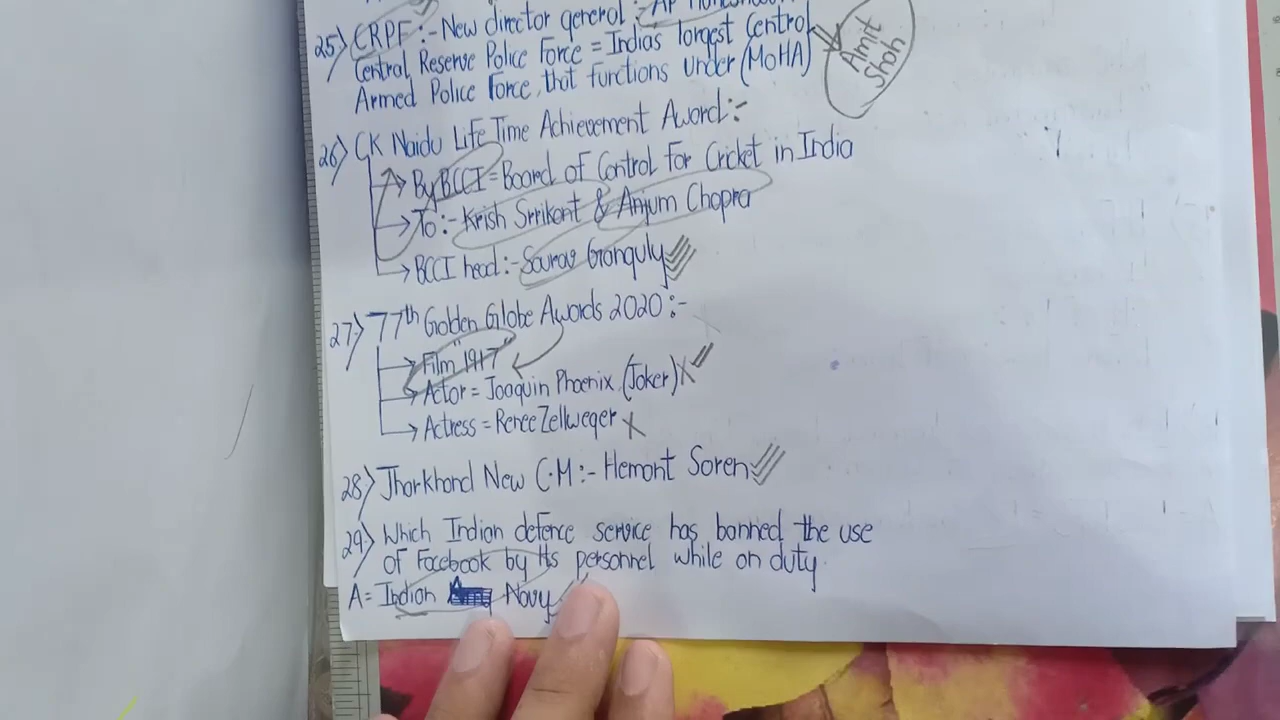 25) CRPF :- New director general : AP
Central Reserve Police Force = India's largest Central
Armed Police Force, that functions under (MoHA)
Amit
Shah
26) CK Naidu Life Time Achievement Award:-
By BCCI = Board of Control for Cricket in India
To :- Krish Srrikant & Anjum Chopra
BCCI head :- Sourav Ganguly
27) 77th Golden Globe Awards 2020:-
Film "1917"
Actor = Joaquin Phoenix (Joker) X
Actress = Renee Zellweger X
28) Jharkhand New C.M :- Hemant Soren
29) Which Indian defence service has banned the use
of Facebook by its personnel while on duty.
A = Indian Navy